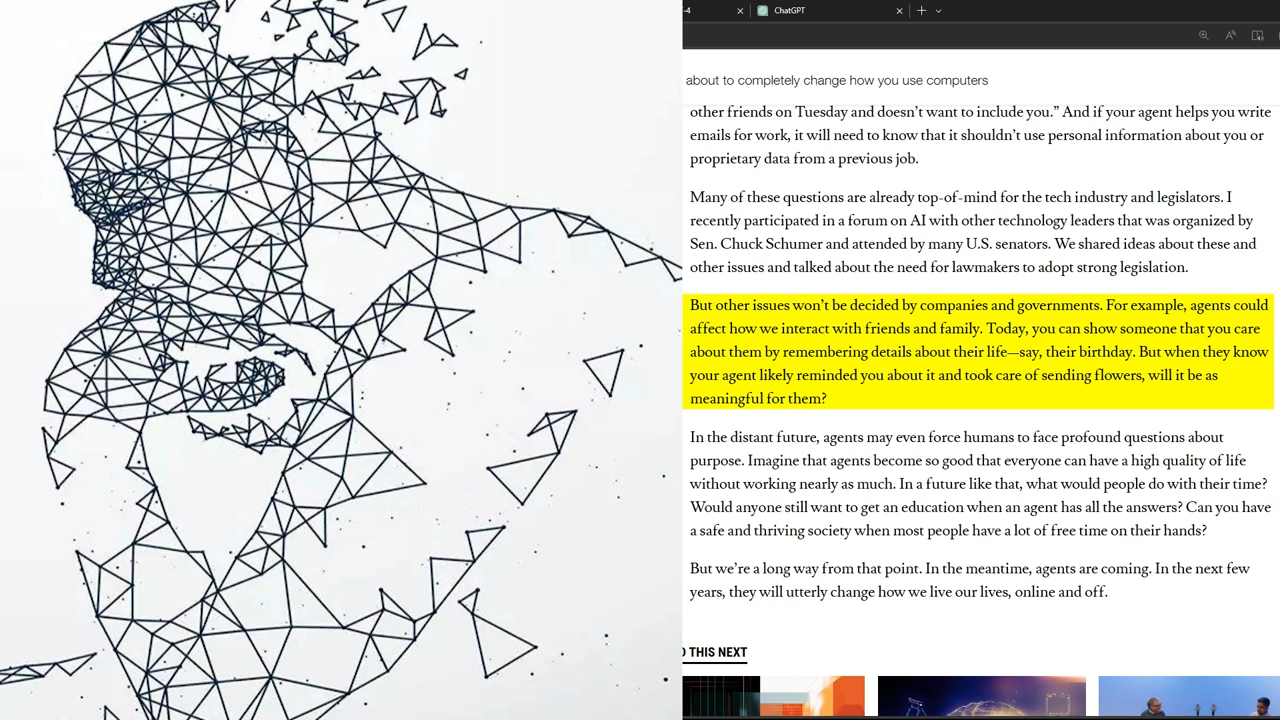 -4
ChatGPT
about to completely change how you use computers
other friends on Tuesday and doesn’t want to include you.” And if your agent helps you write
emails for work, it will need to know that it shouldn’t use personal information about you or
proprietary data from a previous job.
Many of these questions are already top-of-mind for the tech industry and legislators. I
recently participated in a forum on AI with other technology leaders that was organized by
Sen. Chuck Schumer and attended by many U.S. senators. We shared ideas about these and
other issues and talked about the need for lawmakers to adopt strong legislation.
But other issues won’t be decided by companies and governments. For example, agents could
affect how we interact with friends and family. Today, you can show someone that you care
about them by remembering details about their life—say, their birthday. But when they know
your agent likely reminded you about it and took care of sending flowers, will it be as
meaningful for them?
In the distant future, agents may even force humans to face profound questions about
purpose. Imagine that agents become so good that everyone can have a high quality of life
without working nearly as much. In a future like that, what would people do with their time?
Would anyone still want to get an education when an agent has all the answers? Can you have
a safe and thriving society when most people have a lot of free time on their hands?
But we’re a long way from that point. In the meantime, agents are coming. In the next few
years, they will utterly change how we live our lives, online and off.
THIS NEXT